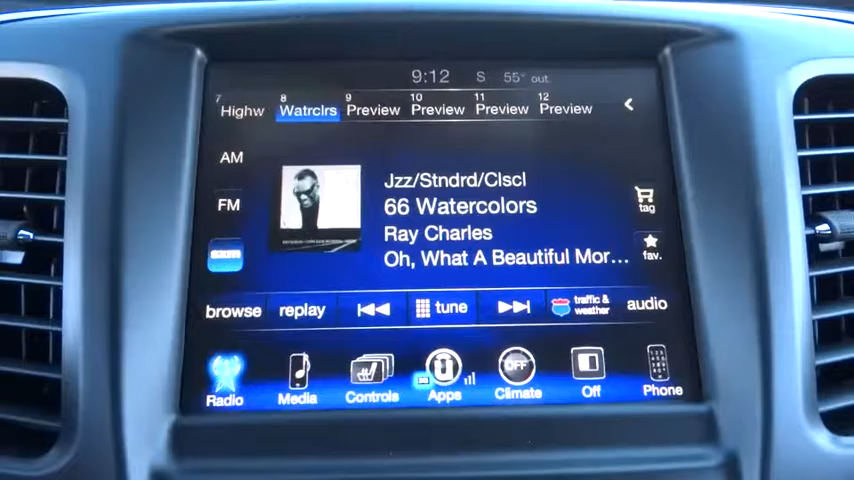 9:12 S 55° out.
7 8 9 10 11 12
Highw Watrclrs Preview Preview Preview Preview
AM
FM
Jzz/Stndrd/Clscl
66 Watercolors
Ray Charles
Oh, What A Beautiful Mor...
tag
fav.
browse replay tune traffic & weather audio
Radio Media Controls Apps OFF Climate Off Phone